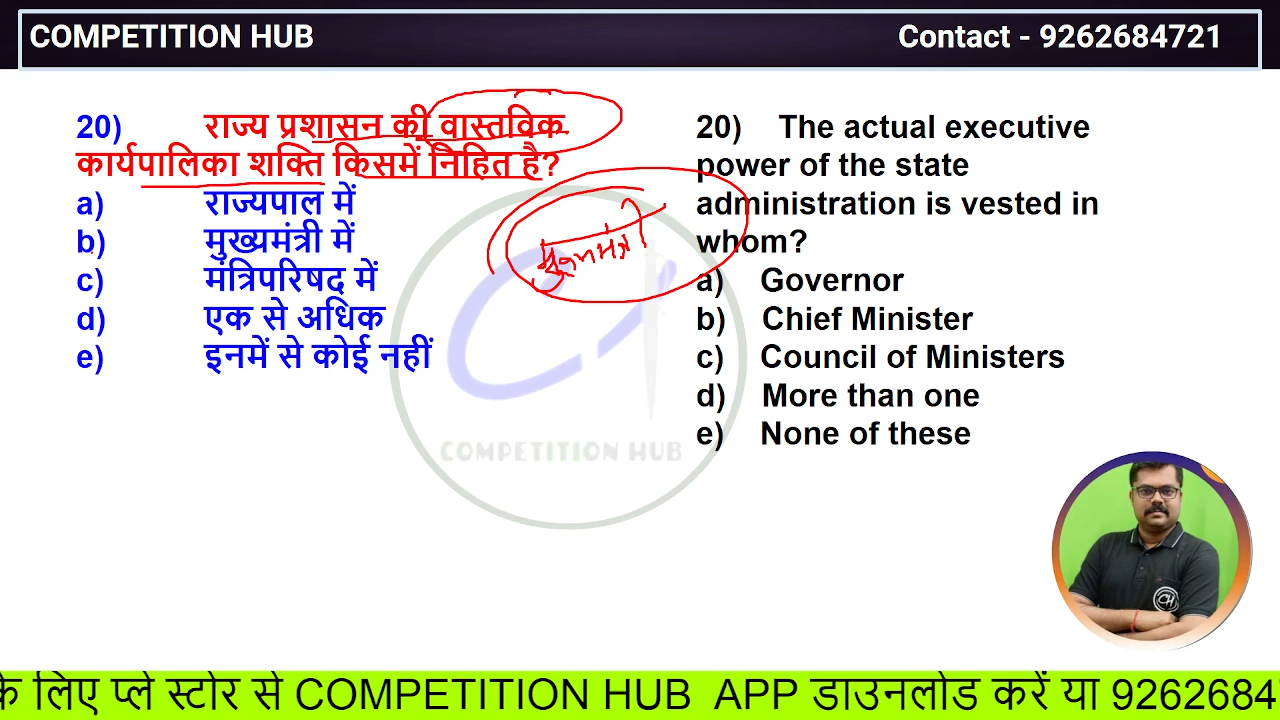 COMPETITION HUB
Contact - 9262684721
20) राज्य प्रशासन की वास्तविक
कार्यपालिका शक्ति किसमें निहित है?
a) राज्यपाल में
b) मुख्यमंत्री में
c) मंत्रिपरिषद में
d) एक से अधिक
e) इनमें से कोई नहीं
20) The actual executive
power of the state
administration is vested in
whom?
a) Governor
b) Chief Minister
c) Council of Ministers
d) More than one
e) None of these
COMPETITION HUB
CH
के लिए प्ले स्टोर से COMPETITION HUB APP डाउनलोड करें या 9262684